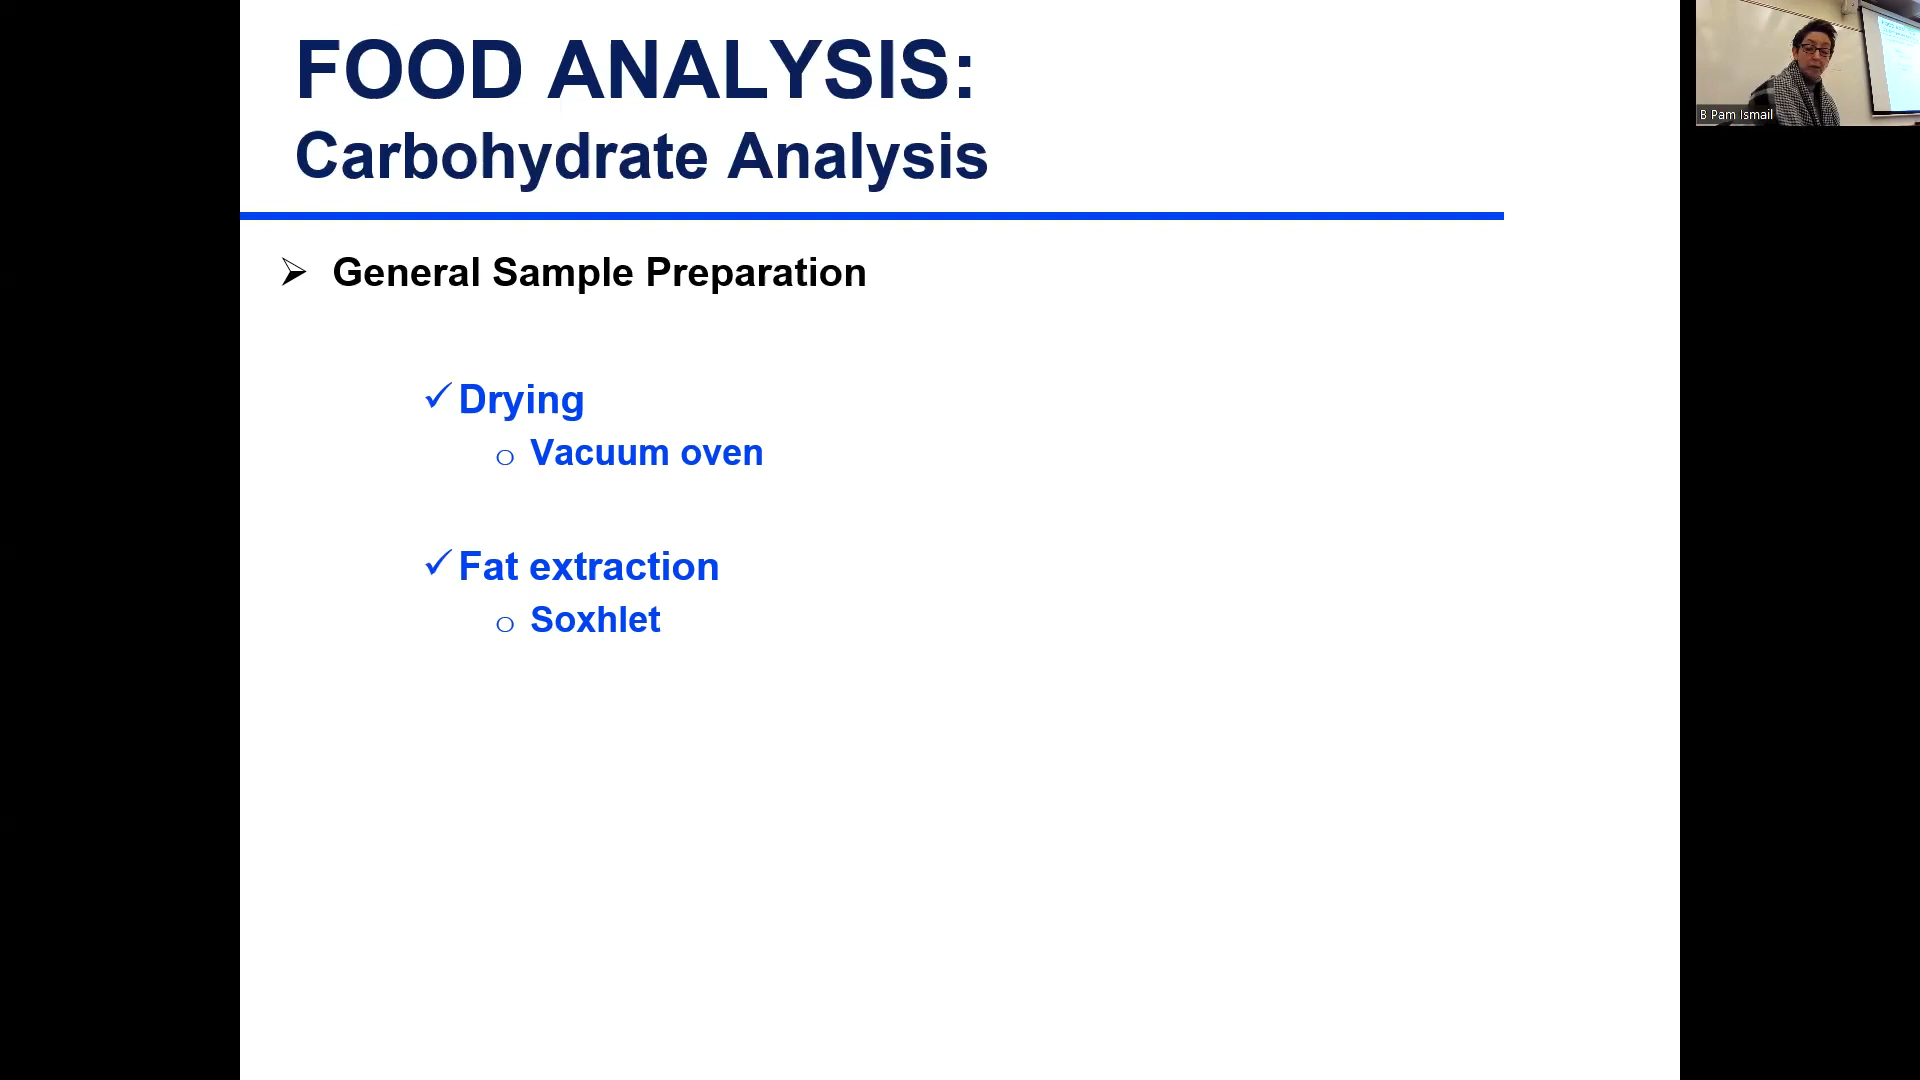 FOOD ANALYSIS:
Carbohydrate Analysis
➢ General Sample Preparation
✓ Drying
o Vacuum oven
✓ Fat extraction
o Soxhlet
B Pam Ismail